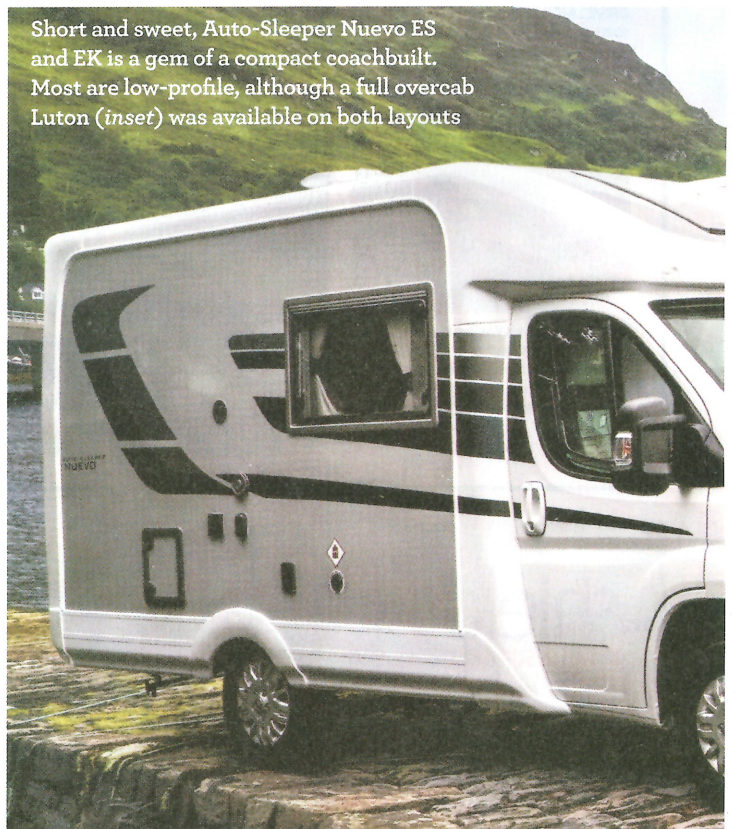 Short and sweet, Auto-Sleeper Nuevo ES
and EK is a gem of a compact coachbuilt.
Most are low-profile, although a full overcab
Luton (inset) was available on both layouts
NUEVO